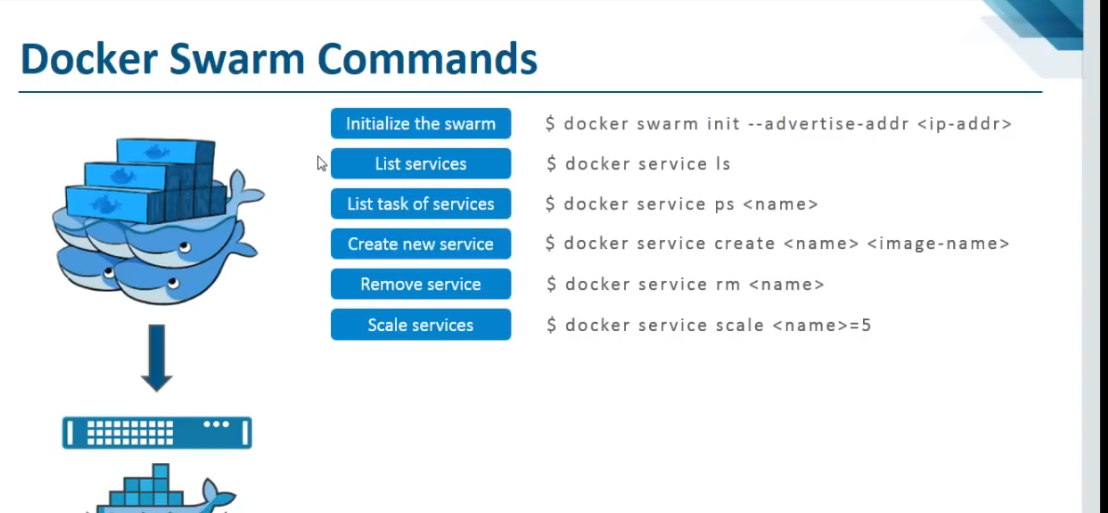 Docker Swarm Commands
Initialize the swarm $ docker swarm init --advertise-addr <ip-addr>
List services $ docker service ls
List task of services $ docker service ps <name>
Create new service $ docker service create <name> <image-name>
Remove service $ docker service rm <name>
Scale services $ docker service scale <name>=5